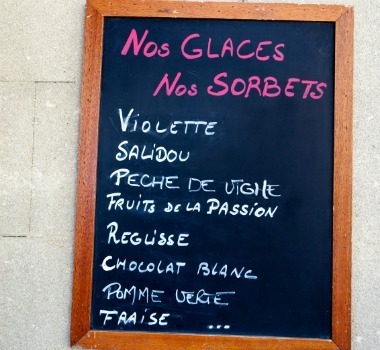 Nos GLACES
Nos SORBETS
VIOLETTE
SALIDOU
PECHE DE VIGNE
FRUITS DE LA PASSION
REGLISSE
CHOCOLAT BLANC
POMME VERTE
FRAISE ...